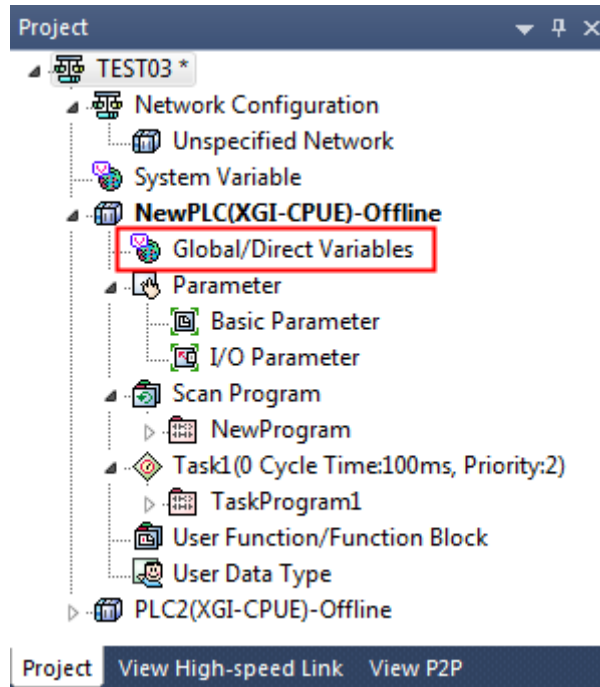 Project
TEST03 *
Network Configuration
Unspecified Network
System Variable
NewPLC(XGI-CPUE)-Offline
Global/Direct Variables
Parameter
Basic Parameter
I/O Parameter
Scan Program
NewProgram
Task1(0 Cycle Time:100ms, Priority:2)
TaskProgram1
User Function/Function Block
User Data Type
PLC2(XGI-CPUE)-Offline
Project View High-speed Link View P2P